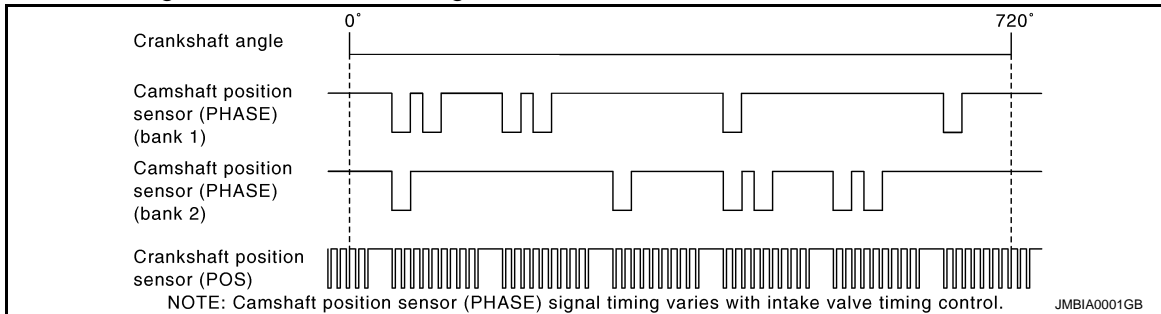 0˚
720˚
Crankshaft angle
Camshaft position
sensor (PHASE)
(bank 1)
Camshaft position
sensor (PHASE)
(bank 2)
Crankshaft position
sensor (POS)
NOTE: Camshaft position sensor (PHASE) signal timing varies with intake valve timing control.
JMBIA0001GB